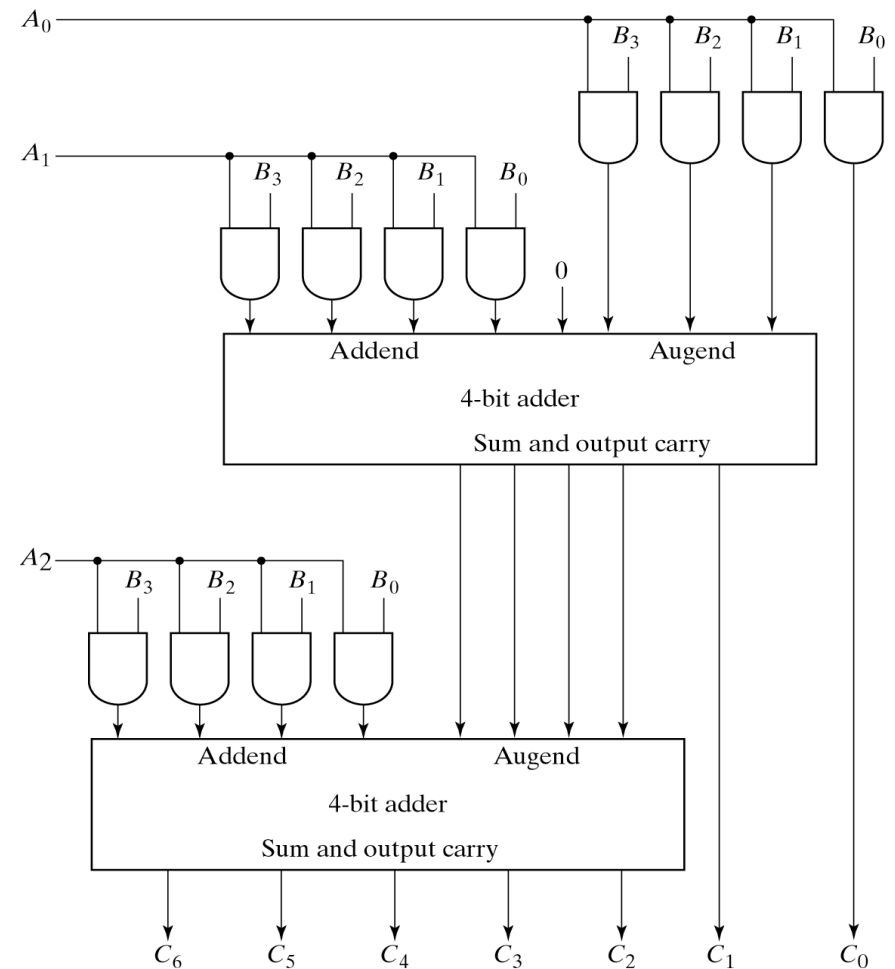 A0
B3 B2 B1 B0
A1
B3 B2 B1 B0
0
Addend Augend
4-bit adder
Sum and output carry
A2
B3 B2 B1 B0
Addend Augend
4-bit adder
Sum and output carry
C6 C5 C4 C3 C2 C1 C0